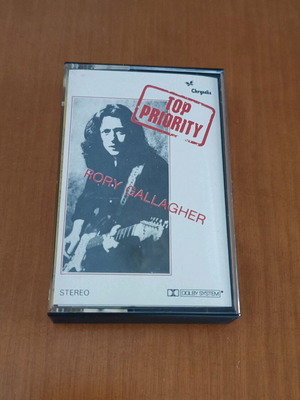 Chrysalis
TOP
PRIORITY
RORY GALLAGHER
STEREO
DOLBY SYSTEM